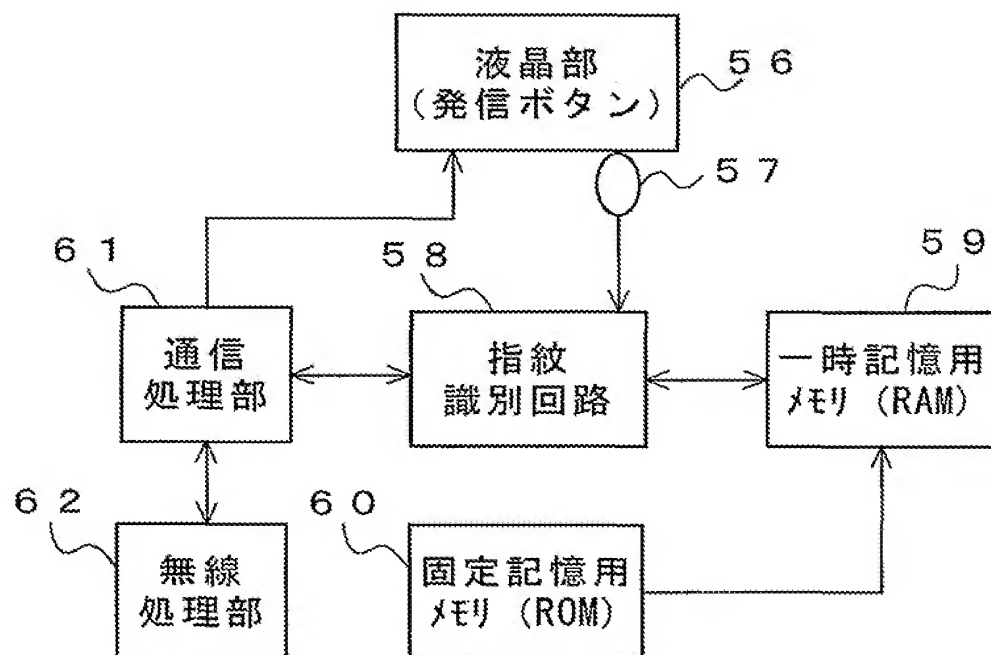 液晶部
(発信ボタン)
５６
５７
６１
５８
５９
通信
処理部
指紋
識別回路
一時記憶用
ﾒﾓﾘ (RAM)
６２
６０
無線
処理部
固定記憶用
ﾒﾓﾘ (ROM)